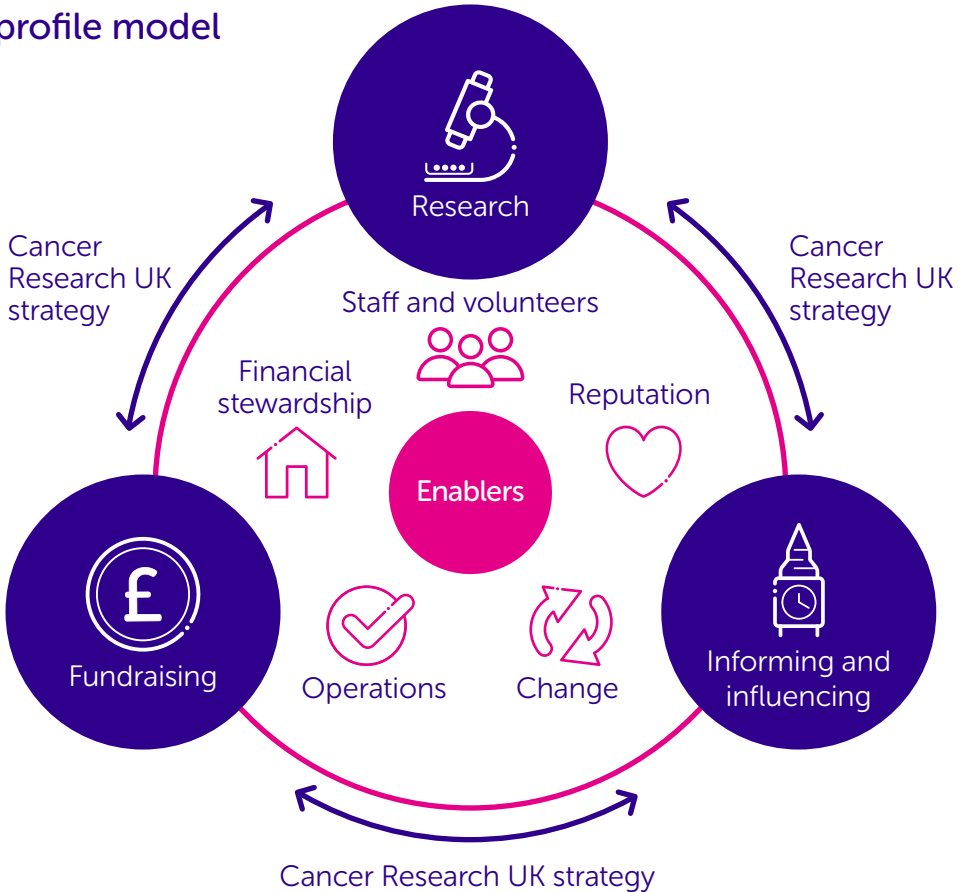 profile model
Research
Cancer
Research UK
strategy
Cancer
Research UK
strategy
Staff and volunteers
Financial
stewardship
Reputation
Enablers
£
Fundraising
Operations
Change
Informing and
influencing
Cancer Research UK strategy